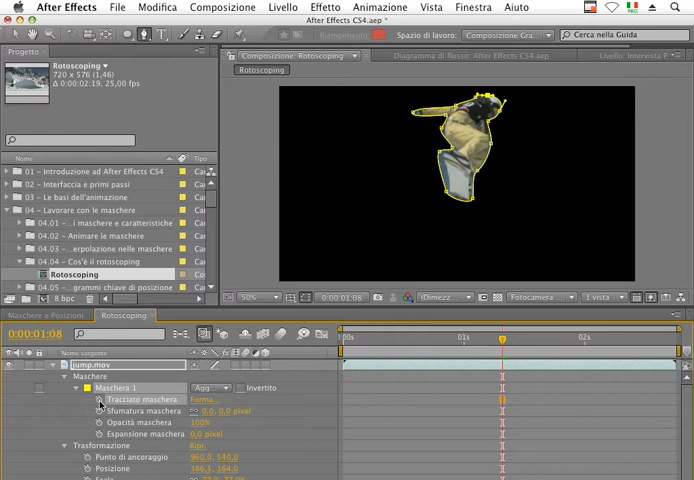 After Effects File Modifica Composizione Livello Effetto Animazione Vista Finestra Aiuto
After Effects CS4.aep *
Riempimento: Spazio di lavoro: Composizione Gra... Cerca nella Guida
Progetto Composizione: Rotoscoping Diagramma di flusso: After Effects CS4.aep Livello: Intervista P
Rotoscoping
Rotoscoping
720 x 576 (1,46)
Δ 0:00:02:19, 25,00 fps
Nome Tipo
01 - Introduzione ad After Effects CS4
02 - Interfaccia e primi passi
03 - Le basi dell'animazione
04 - Lavorare con le maschere
04.01 -...i maschere e caratteristiche
04.02 - Animare le maschere
04.03 -...erpolazione nelle maschere
04.04 - Cos'è il rotoscoping
Rotoscoping
04.05 -...grammi chiave di posizione
8 bpc 50% 0:00:01:08 (Dimez... Fotocamera ... 1 vista
Maschere e Posizioni Rotoscoping
0:00:01:08
:00s 01s 02s
Nome sorgente
jump.mov
Maschere
Maschera 1 Agg... Invertito
Tracciato maschera Forma...
Sfumatura maschera 0,0, 0,0 pixel
Opacità maschera 100%
Espansione maschera 0,0 pixel
Trasformazione Ripr.
Punto di ancoraggio 960,0, 540,0
Posizione 386,1, 164,0